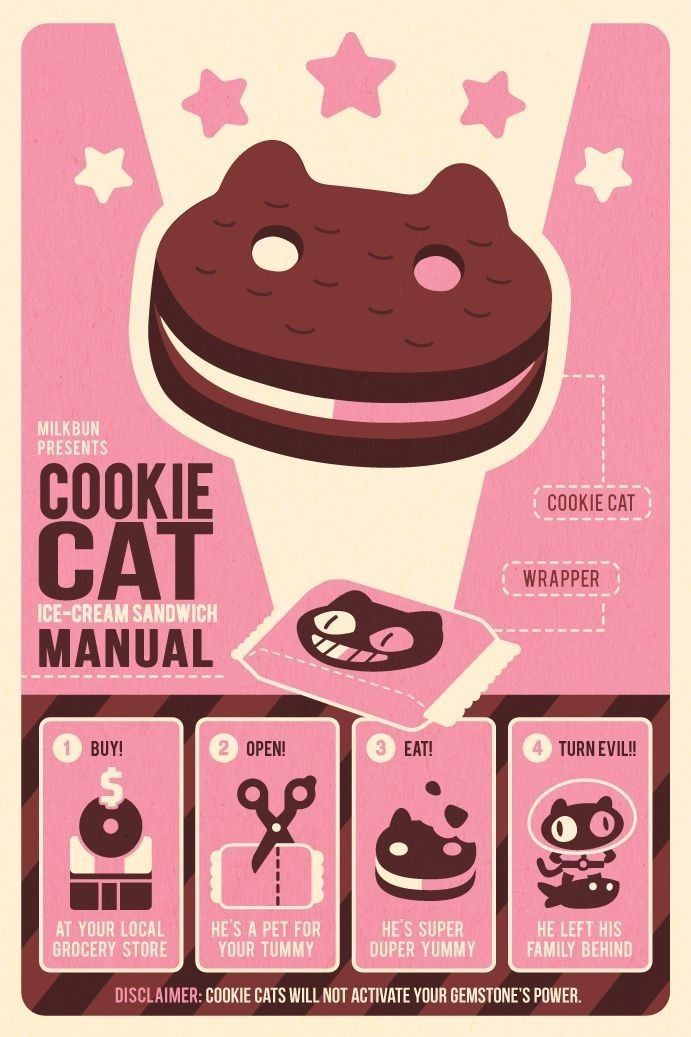 MILKBUN
PRESENTS
COOKIE
CAT
ICE-CREAM SANDWICH
MANUAL
COOKIE CAT
WRAPPER
1 BUY!
$
AT YOUR LOCAL
GROCERY STORE
2 OPEN!
HE'S A PET FOR
YOUR TUMMY
3 EAT!
HE'S SUPER
DUPER YUMMY
4 TURN EVIL!!
HE LEFT HIS
FAMILY BEHIND
DISCLAIMER: COOKIE CATS WILL NOT ACTIVATE YOUR GEMSTONE'S POWER.